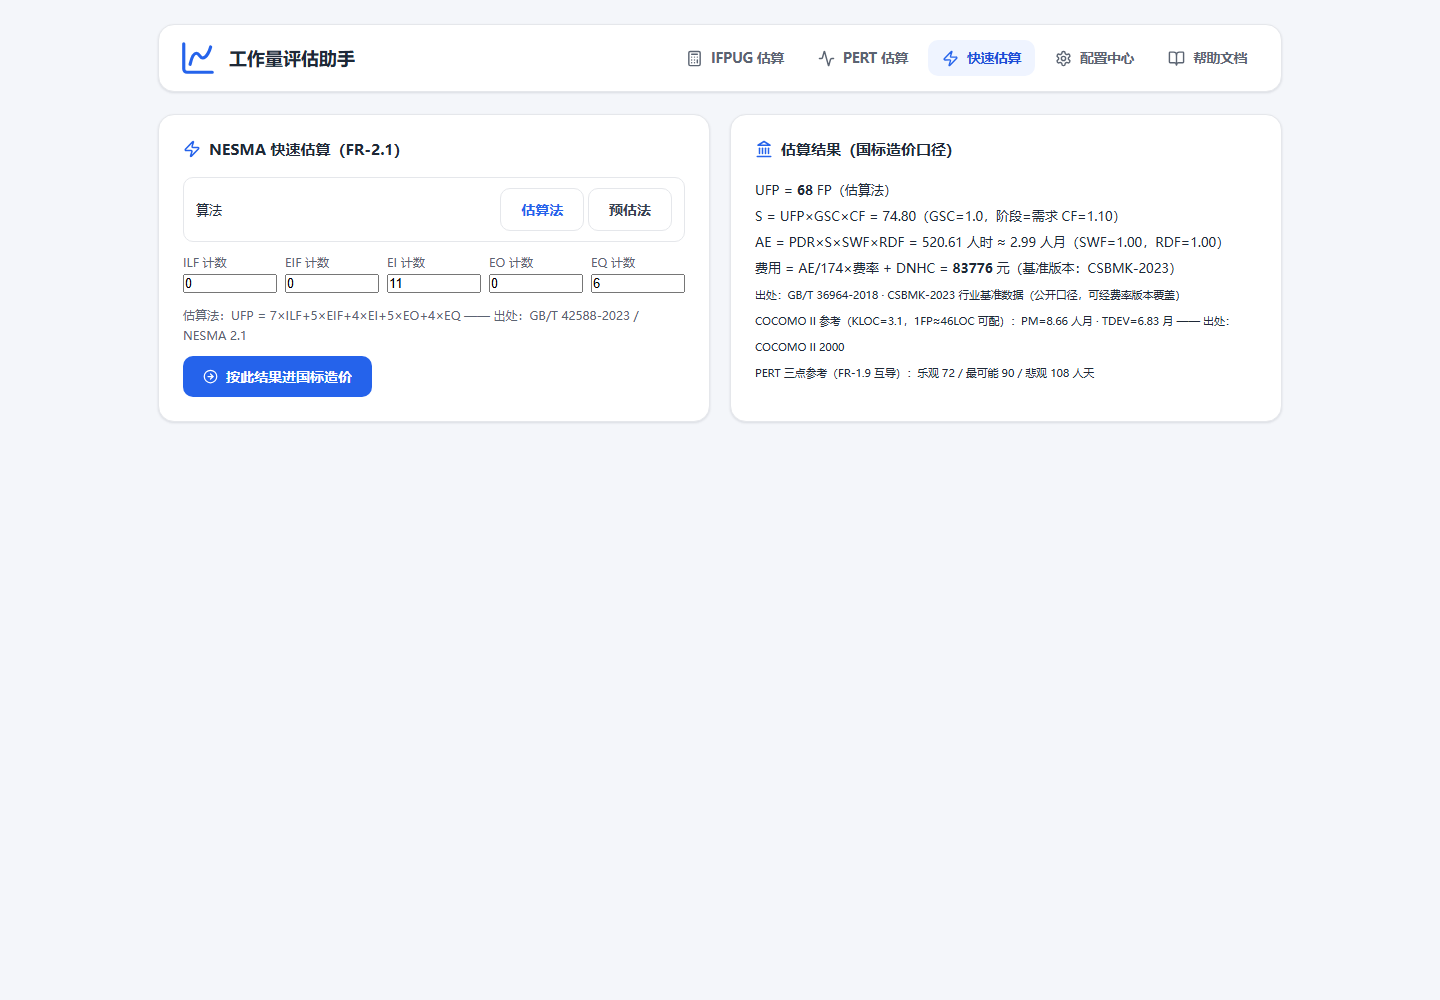 工作量评估助手
IFPUG 估算
PERT 估算
快速估算
配置中心
帮助文档
NESMA 快速估算（FR-2.1）
算法
估算法
预估法
ILF 计数
EIF 计数
EI 计数
EO 计数
EQ 计数
0
0
11
0
6
估算法：UFP = 7×ILF+5×EIF+4×EI+5×EO+4×EQ —— 出处：GB/T 42588-2023 /
NESMA 2.1
按此结果进国标造价
估算结果（国标造价口径）
UFP = 68 FP（估算法）
S = UFP×GSC×CF = 74.80（GSC=1.0，阶段=需求 CF=1.10）
AE = PDR×S×SWF×RDF = 520.61 人时 ≈ 2.99 人月（SWF=1.00，RDF=1.00）
费用 = AE/174×费率 + DNHC = 83776 元（基准版本：CSBMK-2023）
出处：GB/T 36964-2018 · CSBMK-2023 行业基准数据（公开口径，可经费率版本覆盖）
COCOMO II 参考（KLOC=3.1，1FP≈46LOC 可配）：PM=8.66 人月 · TDEV=6.83 月 —— 出处：
COCOMO II 2000
PERT 三点参考（FR-1.9 互导）：乐观 72 / 最可能 90 / 悲观 108 人天